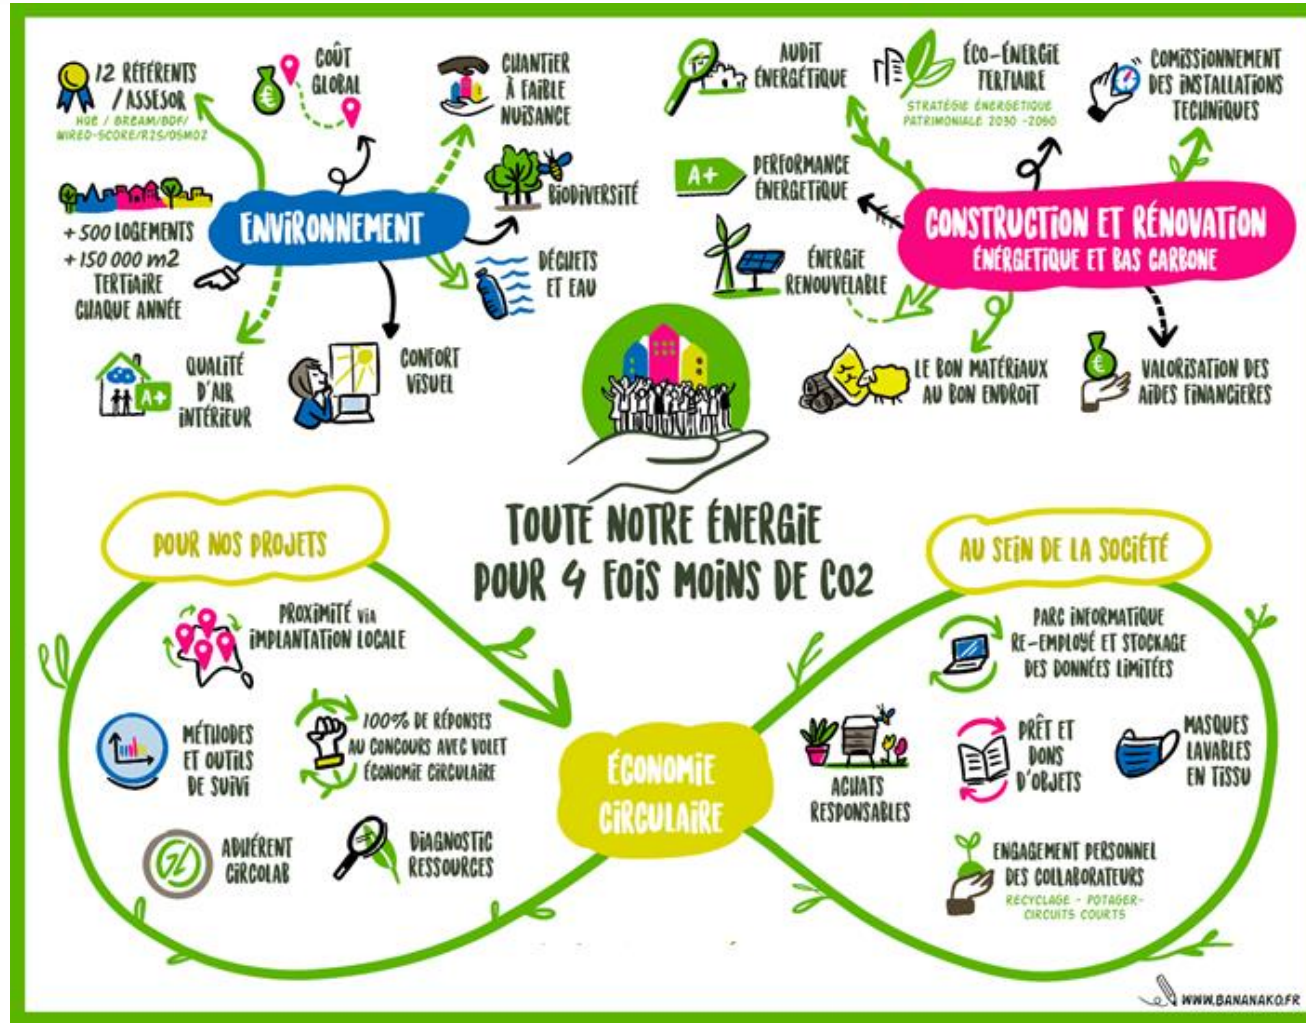 12 RÉFÉRENTS
/ASSESOR
HQE / BREAM/BDF/
WIRED-SCORE/R2S/OSMOZ
COÛT
GLOBAL
CHANTIER
À FAIBLE
NUISANCE
BIODIVERSITÉ
ENVIRONNEMENT
+ 500 LOGEMENTS
+ 150 000 m2
TERTIAIRE
CHAQUE ANNÉE
DÉCHETS
ET EAU
A+
QUALITÉ
D'AIR
INTÉRIEUR
CONFORT
VISUEL
AUDIT
ÉNERGÉTIQUE
ÉCO-ÉNERGIE
TERTIAIRE
STRATÉGIE ÉNERGETIQUE
PATRIMONIALE 2030 -2050
COMISSIONNEMENT
DES INSTALLATIONS
TECHNIQUES
A+
PERFORMANCE
ÉNERGETIQUE
CONSTRUCTION ET RÉNOVATION
ÉNÉRGETIQUE ET BAS CARBONE
ÉNERGIE
RENOUVELABLE
LE BON MATÉRIAUX
AU BON ENDROIT
€
VALORISATION DES
AIDES FINANCIERES
TOUTE NOTRE ÉNERGIE
POUR 4 FOIS MOINS DE CO2
POUR NOS PROJETS
PROXIMITÉ VIA
IMPLANTATION LOCALE
MÉTHODES
ET OUTILS
DE SUIVI
100% DE RÉPONSES
AU CONCOURS AVEC VOLET
ÉCONOMIE CIRCULAIRE
ADHÉRENT
CIRCOLAB
DIAGNOSTIC
RESSOURCES
ÉCONOMIE
CIRCULAIRE
AU SEIN DE LA SOCIÉTÉ
PARC INFORMATIQUE
RE-EMPLOYÉ ET STOCKAGE
DES DONNÉES LIMITÉES
ACHATS
RESPONSABLES
PRÊT ET
DONS
D'OBJETS
MASQUES
LAVABLES
EN TISSU
ENGAGEMENT PERSONNEL
DES COLLABORATEURS
RECYCLAGE - POTAGER-
CIRCUITS COURTS
WWW.BANANAKO.FR